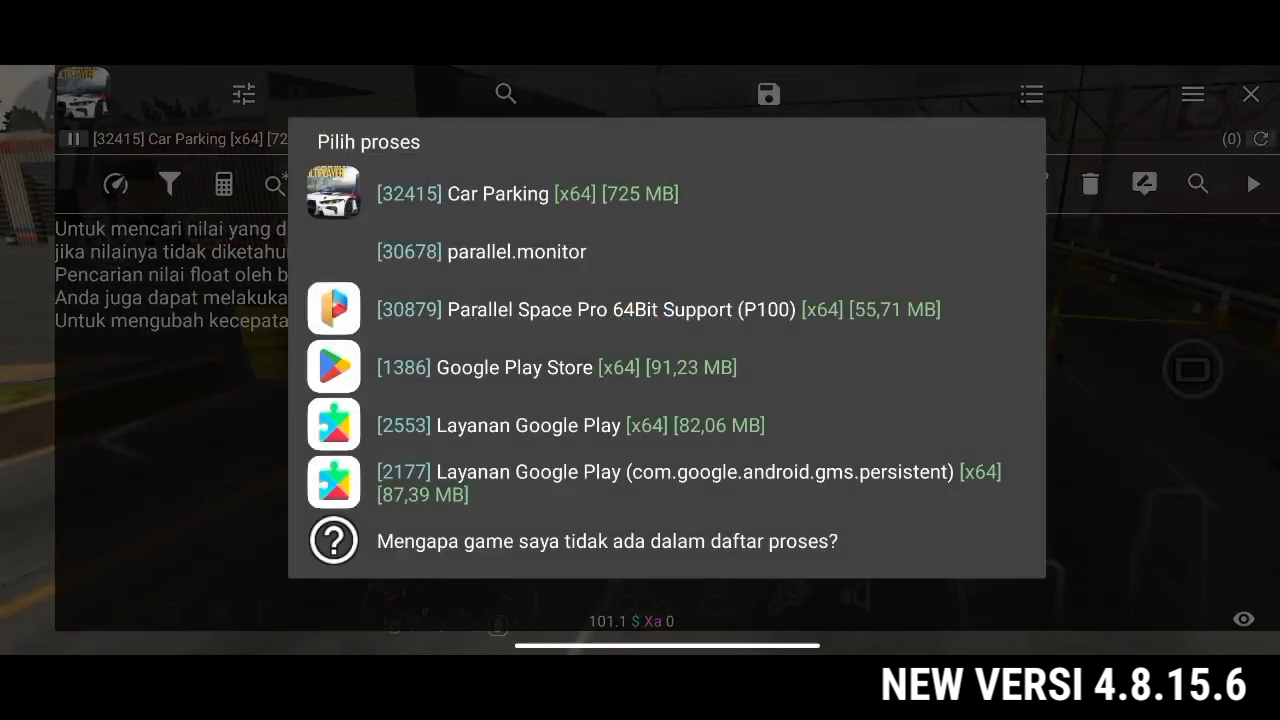 [32415] Car Parking [x64] [72
(0)
Pilih proses
[32415] Car Parking [x64] [725 MB]
[30678] parallel.monitor
[30879] Parallel Space Pro 64Bit Support (P100) [x64] [55,71 MB]
[1386] Google Play Store [x64] [91,23 MB]
[2553] Layanan Google Play [x64] [82,06 MB]
[2177] Layanan Google Play (com.google.android.gms.persistent) [x64]
[87,39 MB]
Mengapa game saya tidak ada dalam daftar proses?
Untuk mencari nilai yang d
jika nilainya tidak diketahui
Pencarian nilai float oleh b
Anda juga dapat melakuka
Untuk mengubah kecepata
101.1 $ Xa 0
NEW VERSI 4.8.15.6